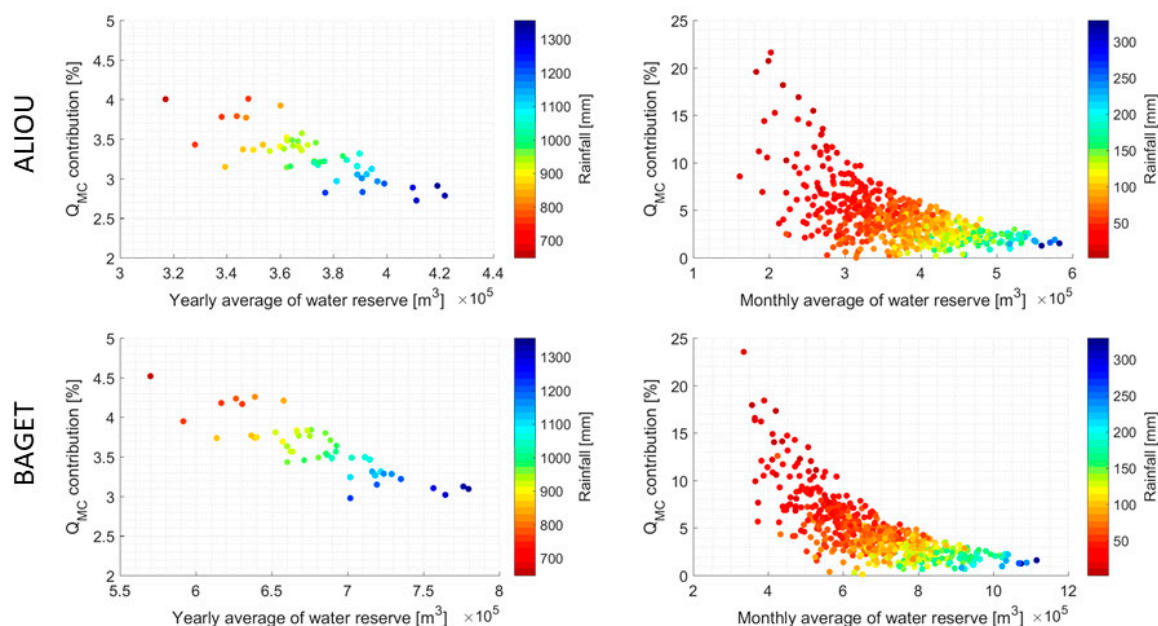 ALIOU
Q_MC contribution [%]
5
4.5
4
3.5
3
2.5
2
3 3.2 3.4 3.6 3.8 4 4.2 4.4
Yearly average of water reserve [m³] ×10⁵
1300
1200
1100
1000
900
800
700
Rainfall [mm]
Q_MC contribution [%]
25
20
15
10
5
0
1 2 3 4 5 6
Monthly average of water reserve [m³] ×10⁵
300
250
200
150
100
50
Rainfall [mm]
BAGET
Q_MC contribution [%]
5
4.5
4
3.5
3
2.5
2
5.5 6 6.5 7 7.5 8
Yearly average of water reserve [m³] ×10⁵
1300
1200
1100
1000
900
800
700
Rainfall [mm]
Q_MC contribution [%]
25
20
15
10
5
0
2 4 6 8 10 12
Monthly average of water reserve [m³] ×10⁵
300
250
200
150
100
50
Rainfall [mm]